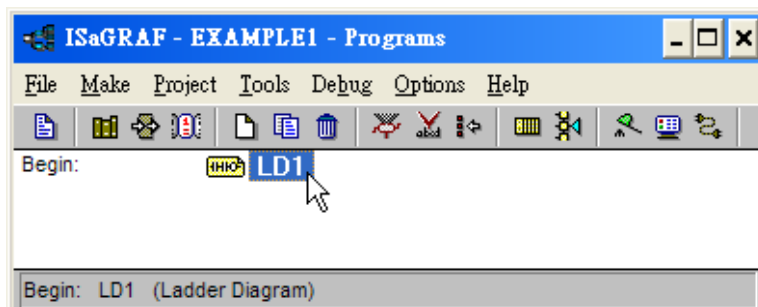 ISaGRAF - EXAMPLE1 - Programs
File Make Project Tools Debug Options Help
Begin: LD1
Begin: LD1 (Ladder Diagram)